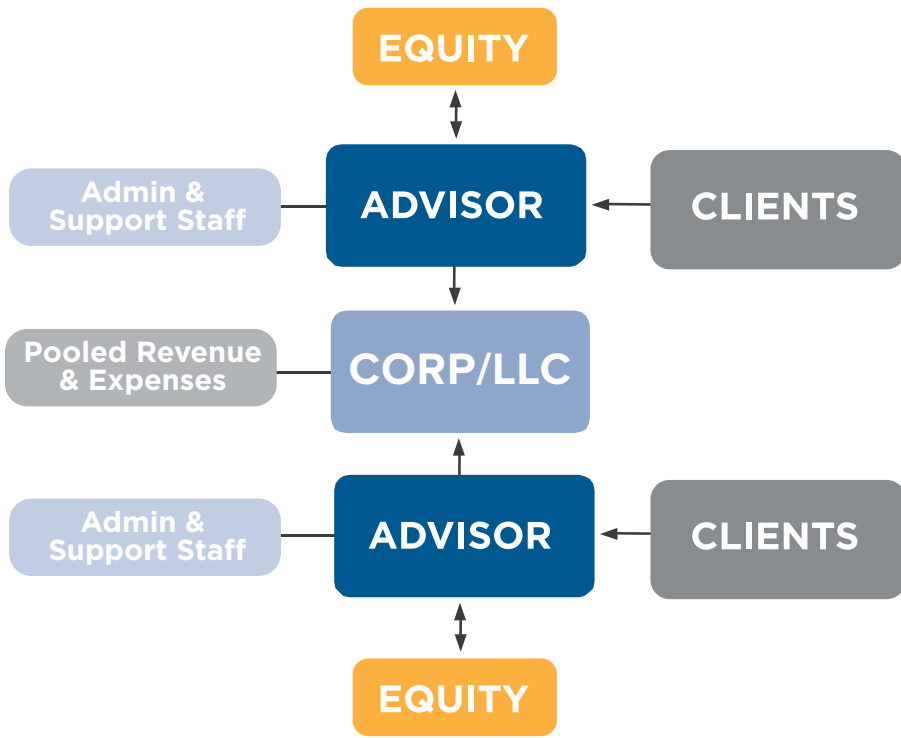 EQUITY
Admin &
Support Staff
ADVISOR
CLIENTS
Pooled Revenue
& Expenses
CORP/LLC
Admin &
Support Staff
ADVISOR
CLIENTS
EQUITY